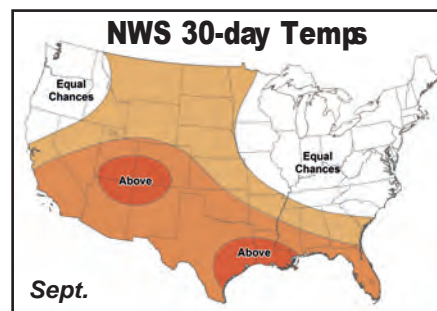 NWS 30-day Temps
Equal
Chances
Equal
Chances
Above
Above
Sept.